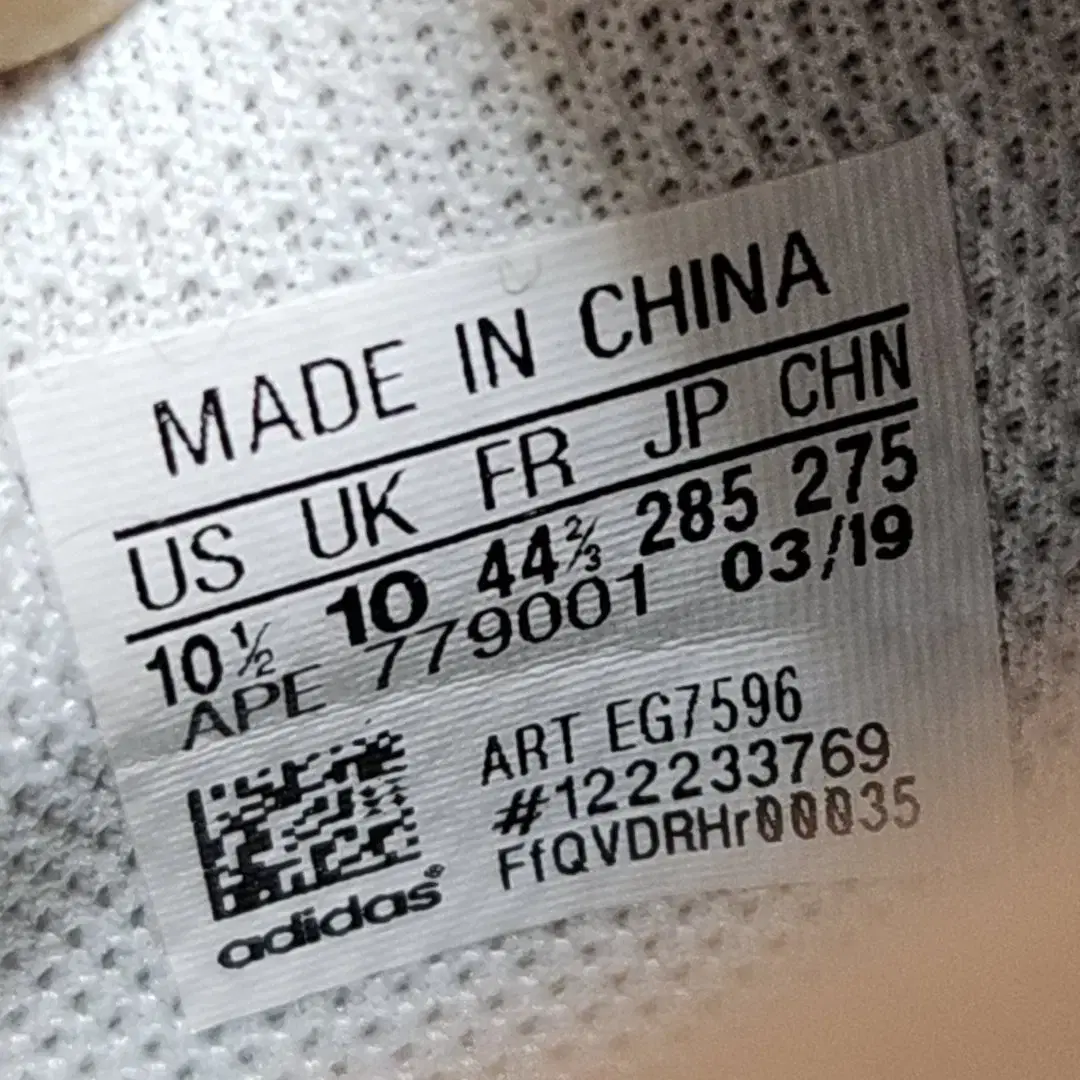 MADE IN CHINA
US UK FR JP CHN
10½ 10 44⅔ 285 275
APE 779001 03/19
ART EG7596
#122233769
FfQVDRHr00035
adidas®